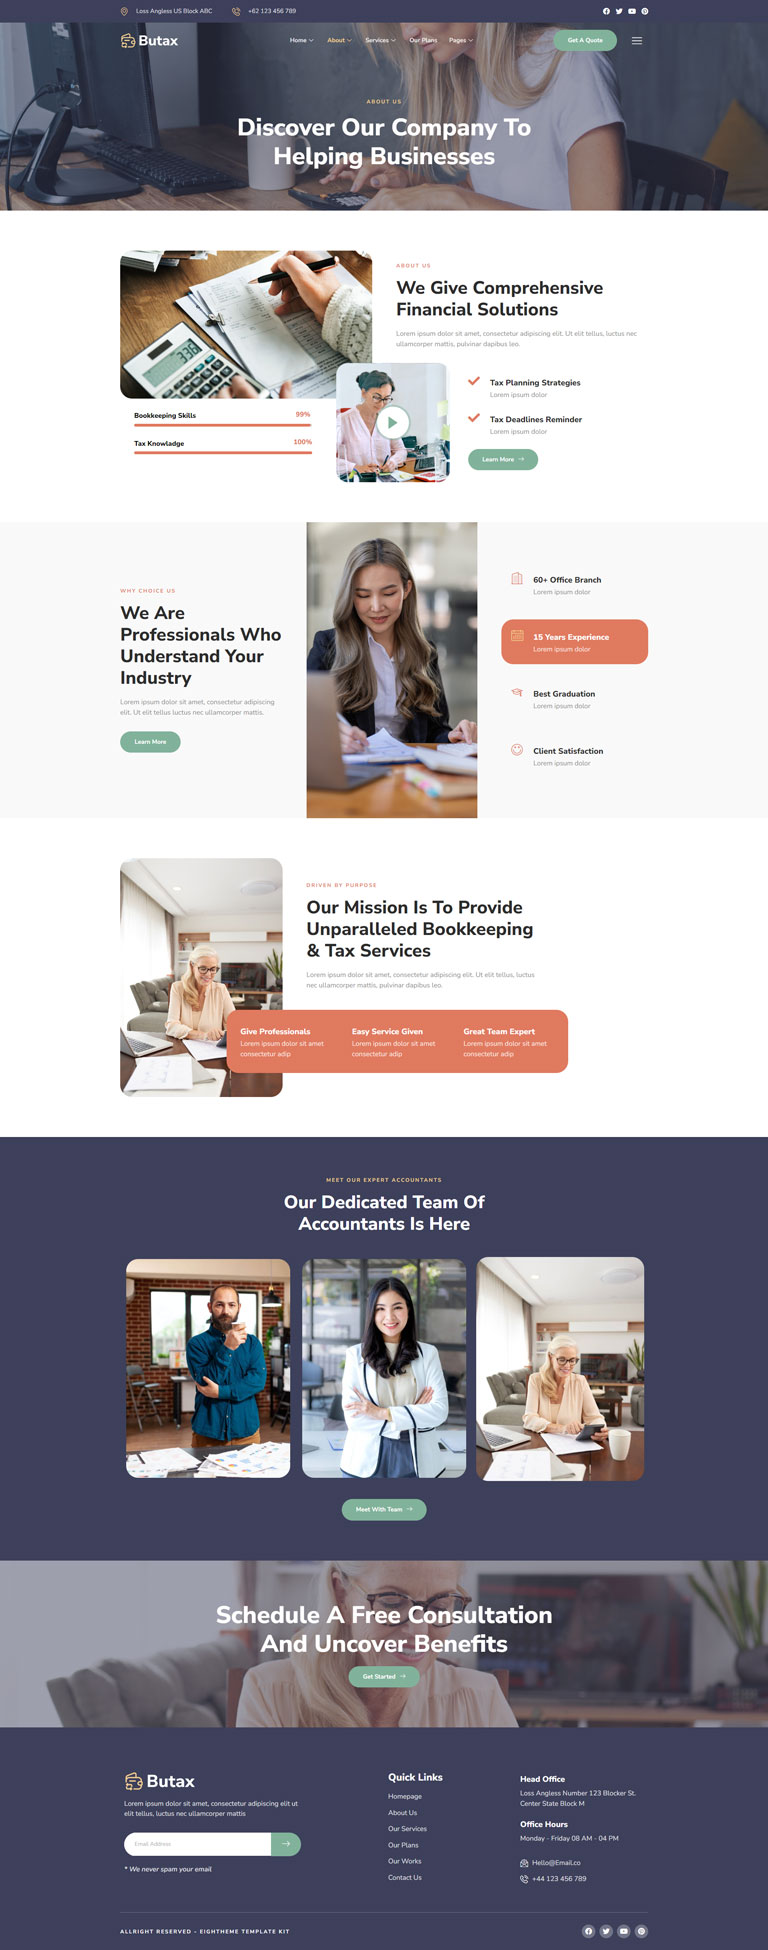 Loss Angless US Block ABC
+62 123 456 789
Butax
Home
About
Services
Our Plans
Pages
Get A Quote
ABOUT US
Discover Our Company To
Helping Businesses
ABOUT US
We Give Comprehensive
Financial Solutions
Lorem ipsum dolor sit amet, consectetur adipiscing elit. Ut elit tellus, luctus nec
ullamcorper mattis, pulvinar dapibus leo.
336
Bookkeeping Skills
99%
Tax Knowladge
100%
Tax Planning Strategies
Lorem ipsum dolor
Tax Deadlines Reminder
Lorem ipsum dolor
Learn More
WHY CHOICE US
We Are
Professionals Who
Understand Your
Industry
Lorem ipsum dolor sit amet, consectetur adipiscing
elit. Ut elit tellus luctus nec ullamcorper mattis.
Learn More
60+ Office Branch
Lorem ipsum dolor
15 Years Experience
Lorem ipsum dolor
Best Graduation
Lorem ipsum dolor
Client Satisfaction
Lorem ipsum dolor
DRIVEN BY PURPOSE
Our Mission Is To Provide
Unparalleled Bookkeeping
& Tax Services
Lorem ipsum dolor sit amet, consectetur adipiscing elit. Ut elit tellus, luctus
nec ullamcorper mattis, pulvinar dapibus leo.
Give Professionals
Lorem ipsum dolor sit amet
consectetur adip
Easy Service Given
Lorem ipsum dolor sit amet
consectetur adip
Great Team Expert
Lorem ipsum dolor sit amet
consectetur adip
MEET OUR EXPERT ACCOUNTANTS
Our Dedicated Team Of
Accountants Is Here
Meet With Team
Schedule A Free Consultation
And Uncover Benefits
Get Started
Butax
Lorem ipsum dolor sit amet, consectetur adipiscing elit ut
elit tellus, luctus nec ullamcorper mattis
Email Address
* We never spam your email
Quick Links
Homepage
About Us
Our Services
Our Plans
Our Works
Contact Us
Head Office
Loss Angless Number 123 Blocker St.
Center State Block M
Office Hours
Monday - Friday 08 AM - 04 PM
Hello@Email.co
+44 123 456 789
ALLRIGHT RESERVED - EIGHTHEME TEMPLATE KIT